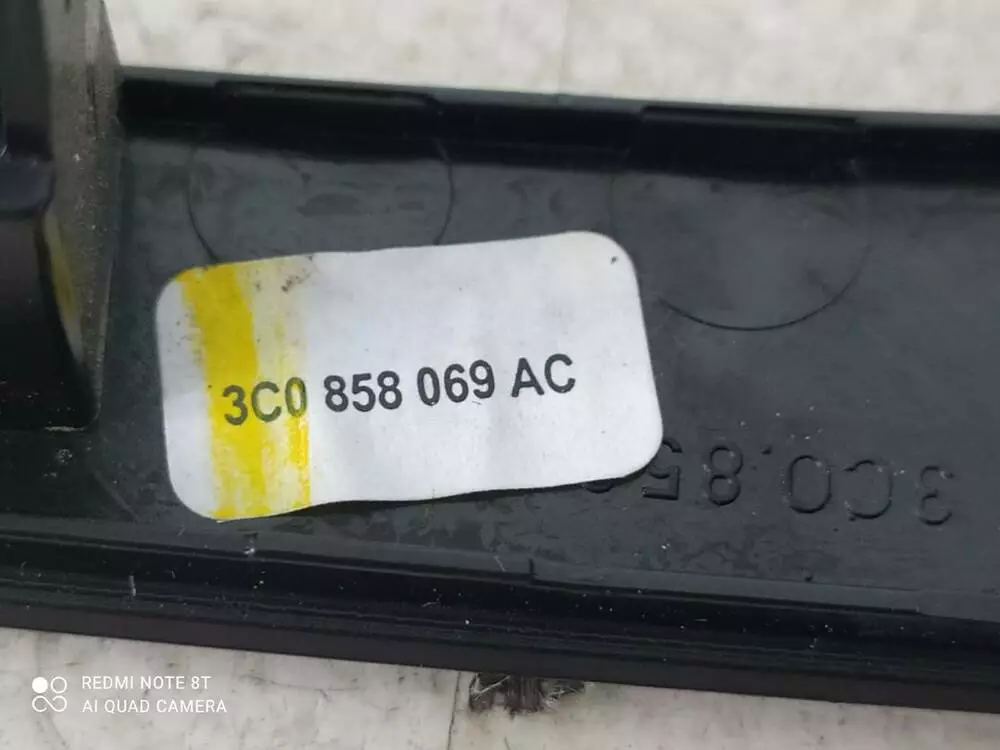 3C0 858 069 AC
3C0.85
REDMI NOTE 8T
AI QUAD CAMERA